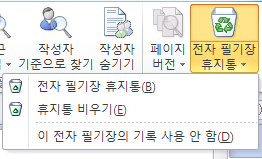 작성자
기준으로 찾기
작성자
숨기기
페이지
버전
전자 필기장
휴지통
전자 필기장 휴지통(B)
휴지통 비우기(E)
이 전자 필기장의 기록 사용 안 함(D)